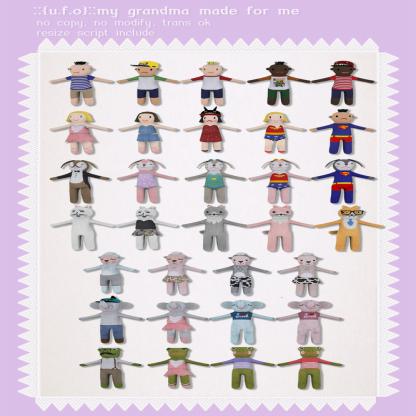 ::{u.f.o}::my grandma made for me
no copy, no modify, trans ok
resize script include